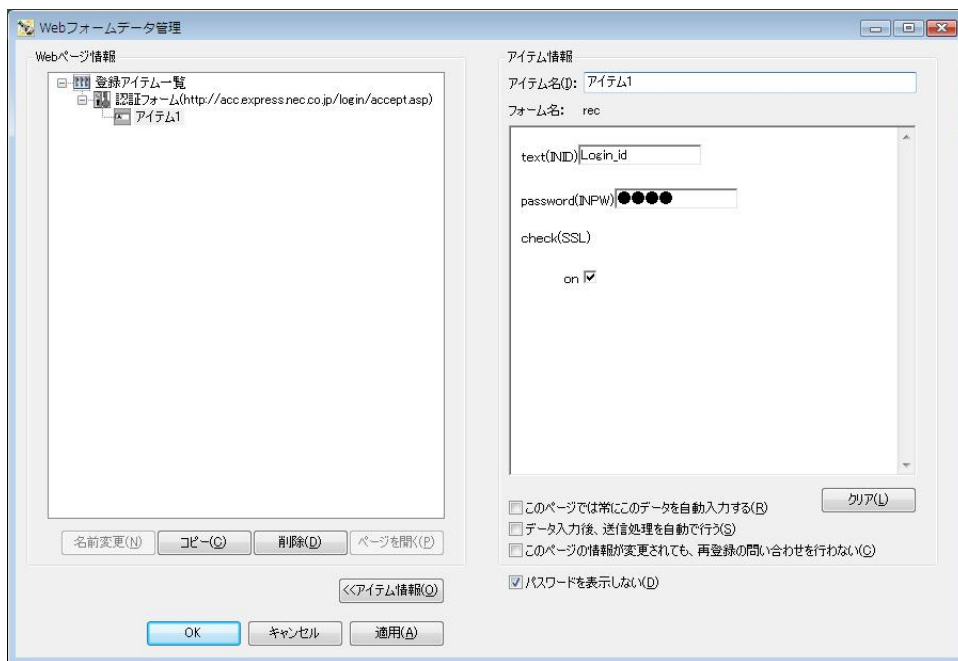 Webフォームデータ管理
Webページ情報
登録アイテム一覧
認証フォーム(http://acc.express.nec.co.jp/login/accept.asp)
アイテム1
名前変更(N) コピー(C) 削除(D) ページを開く(P)
<<アイテム情報(O)
OK キャンセル 適用(A)
アイテム情報
アイテム名(I): アイテム1
フォーム名: rec
text(INID) Login_id
password(INPW) ●●●●
check(SSL)
on
クリア(L)
このページでは常にこのデータを自動入力する(R)
データ入力後、送信処理を自動で行う(S)
このページの情報が変更されても、再登録の問い合わせを行わない(C)
パスワードを表示しない(D)